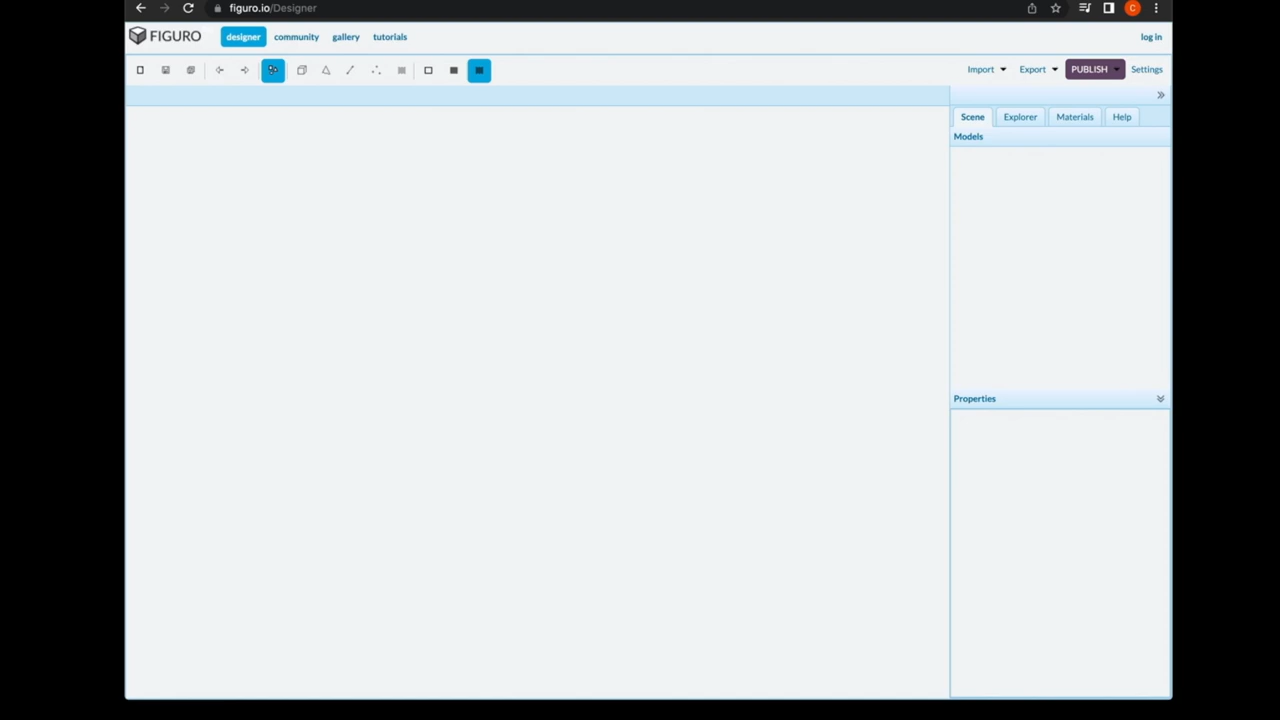 figuro.io/Designer
C
FIGURO
designer
community
gallery
tutorials
log in
Import
Export
PUBLISH
Settings
Scene
Explorer
Materials
Help
Models
Properties